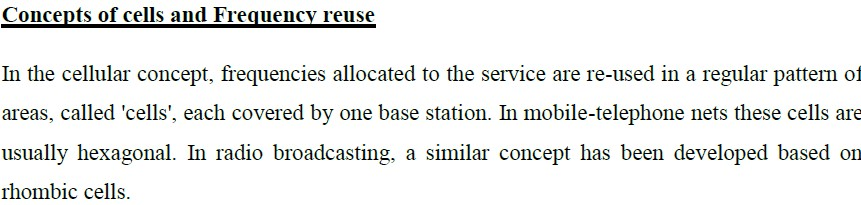 Concepts of cells and Frequency reuse
In the cellular concept, frequencies allocated to the service are re-used in a regular pattern of
areas, called 'cells', each covered by one base station. In mobile-telephone nets these cells are
usually hexagonal. In radio broadcasting, a similar concept has been developed based on
rhombic cells.